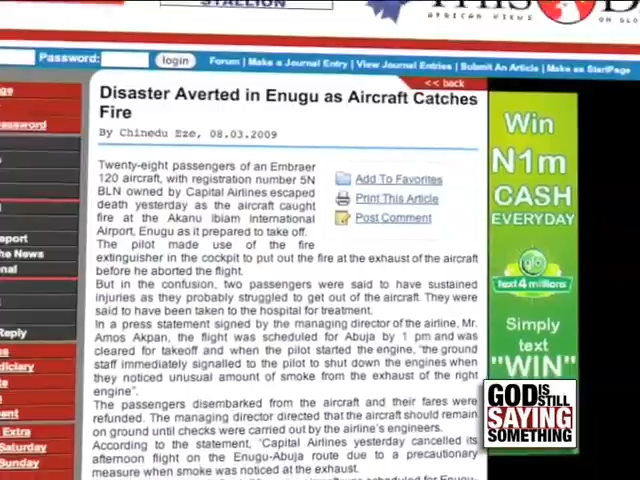 STALLION
AFRICAN VIEWS ON GLO
Password: login Forum | Make a Journal Entry | View Journal Entries | Submit An Article | Make as StartPage
<< back
Disaster Averted in Enugu as Aircraft Catches
Fire
By Chinedu Eze, 08.03.2009
Twenty-eight passengers of an Embraer
120 aircraft, with registration number 5N
BLN owned by Capital Airlines escaped
death yesterday as the aircraft caught
fire at the Akanu Ibiam International
Airport, Enugu as it prepared to take off.
The pilot made use of the fire
extinguisher in the cockpit to put out the fire at the exhaust of the aircraft
before he aborted the flight.
But in the confusion, two passengers were said to have sustained
injuries as they probably struggled to get out of the aircraft. They were
said to have been taken to the hospital for treatment.
In a press statement signed by the managing director of the airline, Mr.
Amos Akpan, the flight was scheduled for Abuja by 1 pm and was
cleared for takeoff and when the pilot started the engine, "the ground
staff immediately signalled to the pilot to shut down the engines when
they noticed unusual amount of smoke from the exhaust of the right
engine".
The passengers disembarked from the aircraft and their fares were
refunded. The managing director directed that the aircraft should remain
on ground until checks were carried out by the airline's engineers.
According to the statement, "Capital Airlines yesterday cancelled its
afternoon flight on the Enugu-Abuja route due to a precautionary
measure when smoke was noticed at the exhaust.
Add To Favorites
Print This Article
Post Comment
Win
N1m
CASH
EVERYDAY
glo
text 4 millions
Simply
text
"WIN"
GOD IS STILL
SAYING
SOMETHING
assword
eport
he News
nal
Reply
diciary
te
ent
Extra
Saturday
Sunday